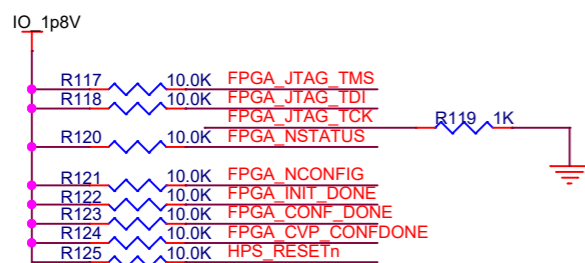 IO_1p8V
R117 10.0K FPGA_JTAG_TMS
R118 10.0K FPGA_JTAG_TDI
FPGA_JTAG_TCK R119 1K
R120 10.0K FPGA_NSTATUS
R121 10.0K FPGA_NCONFIG
R122 10.0K FPGA_INIT_DONE
R123 10.0K FPGA_CONF_DONE
R124 10.0K FPGA_CVP_CONFDONE
R125 10.0K HPS_RESETn